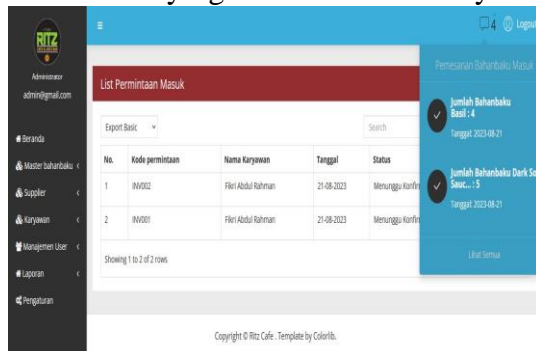 RITZ
Administrator
admin@gmail.com
Beranda
Master bahanbaku
Supplier
Karyawan
Manajemen User
Laporan
Pengaturan
4
Logout
List Permintaan Masuk
Export Basic
Search
No. Kode permintaan Nama Karyawan Tanggal Status
1 INV002 Fikri Abdul Rahman 21-08-2023 Menunggu Konfir
2 INV001 Fikri Abdul Rahman 21-08-2023 Menunggu Konfir
Showing 1 to 2 of 2 rows
Pemesanan Bahanbaku Masuk
Jumlah Bahanbaku
Basil : 4
Tanggal: 2023-08-21
Jumlah Bahanbaku Dark So
Sauc... : 5
Tanggal: 2023-08-21
Lihat Semua
Copyright © Ritz Cafe . Template by Colorlib.